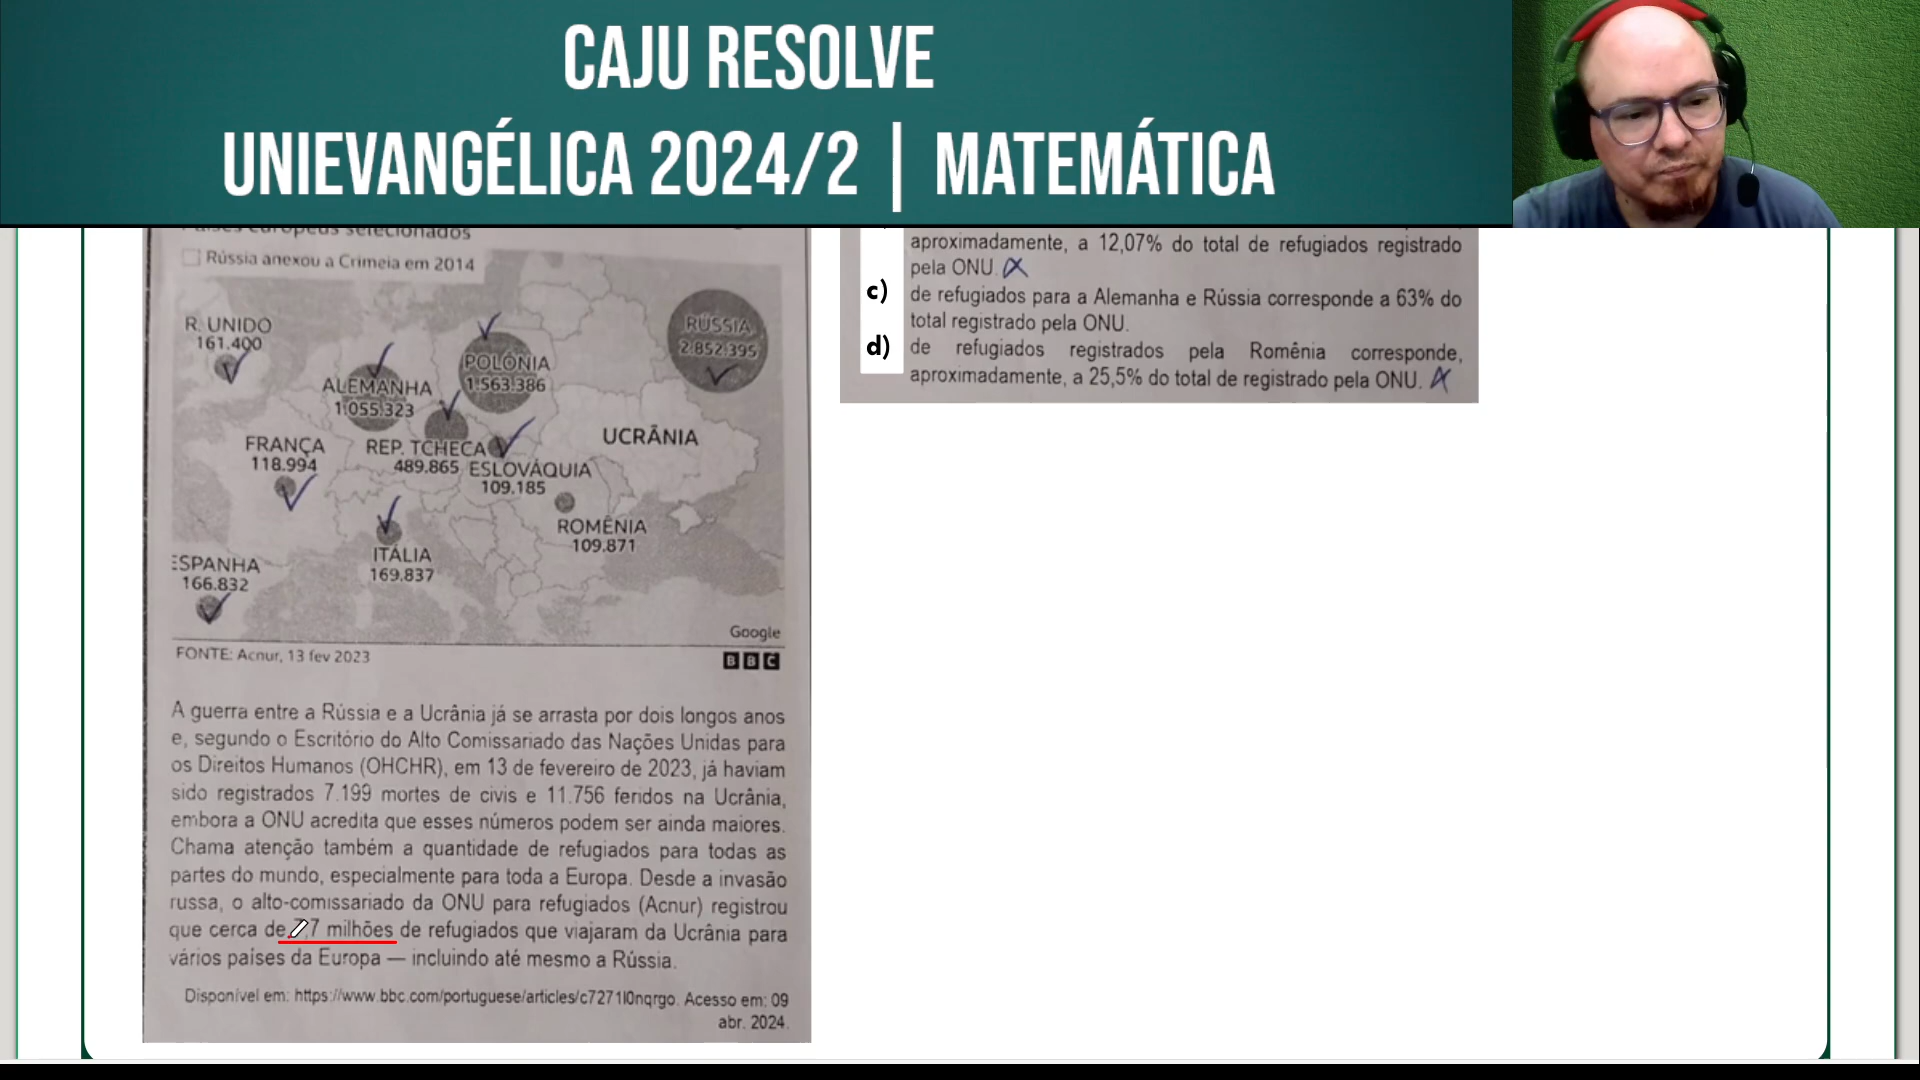 CAJU RESOLVE
UNIEVANGÉLICA 2024/2 | MATEMÁTICA
Países europeus selecionados
Rússia anexou a Crimeia em 2014
R. UNIDO
161.400
RÚSSIA
2.852.395
POLÔNIA
1.563.386
ALEMANHA
1.055.323
UCRÂNIA
FRANÇA
118.994
REP. TCHECA
489.865
ESLOVÁQUIA
109.185
ROMÊNIA
109.871
ITÁLIA
169.837
ESPANHA
166.832
Google
FONTE: Acnur, 13 fev 2023
BBC
A guerra entre a Rússia e a Ucrânia já se arrasta por dois longos anos
e, segundo o Escritório do Alto Comissariado das Nações Unidas para
os Direitos Humanos (OHCHR), em 13 de fevereiro de 2023, já haviam
sido registrados 7.199 mortes de civis e 11.756 feridos na Ucrânia,
embora a ONU acredita que esses números podem ser ainda maiores.
Chama atenção também a quantidade de refugiados para todas as
partes do mundo, especialmente para toda a Europa. Desde a invasão
russa, o alto-comissariado da ONU para refugiados (Acnur) registrou
que cerca de 7,7 milhões de refugiados que viajaram da Ucrânia para
vários países da Europa — incluindo até mesmo a Rússia.
Disponível em: https://www.bbc.com/portuguese/articles/c7271l0nqrgo. Acesso em: 09
abr. 2024.
aproximadamente, a 12,07% do total de refugiados registrado
pela ONU.
c) de refugiados para a Alemanha e Rússia corresponde a 63% do
total registrado pela ONU.
d) de refugiados registrados pela Romênia corresponde,
aproximadamente, a 25,5% do total de registrado pela ONU.